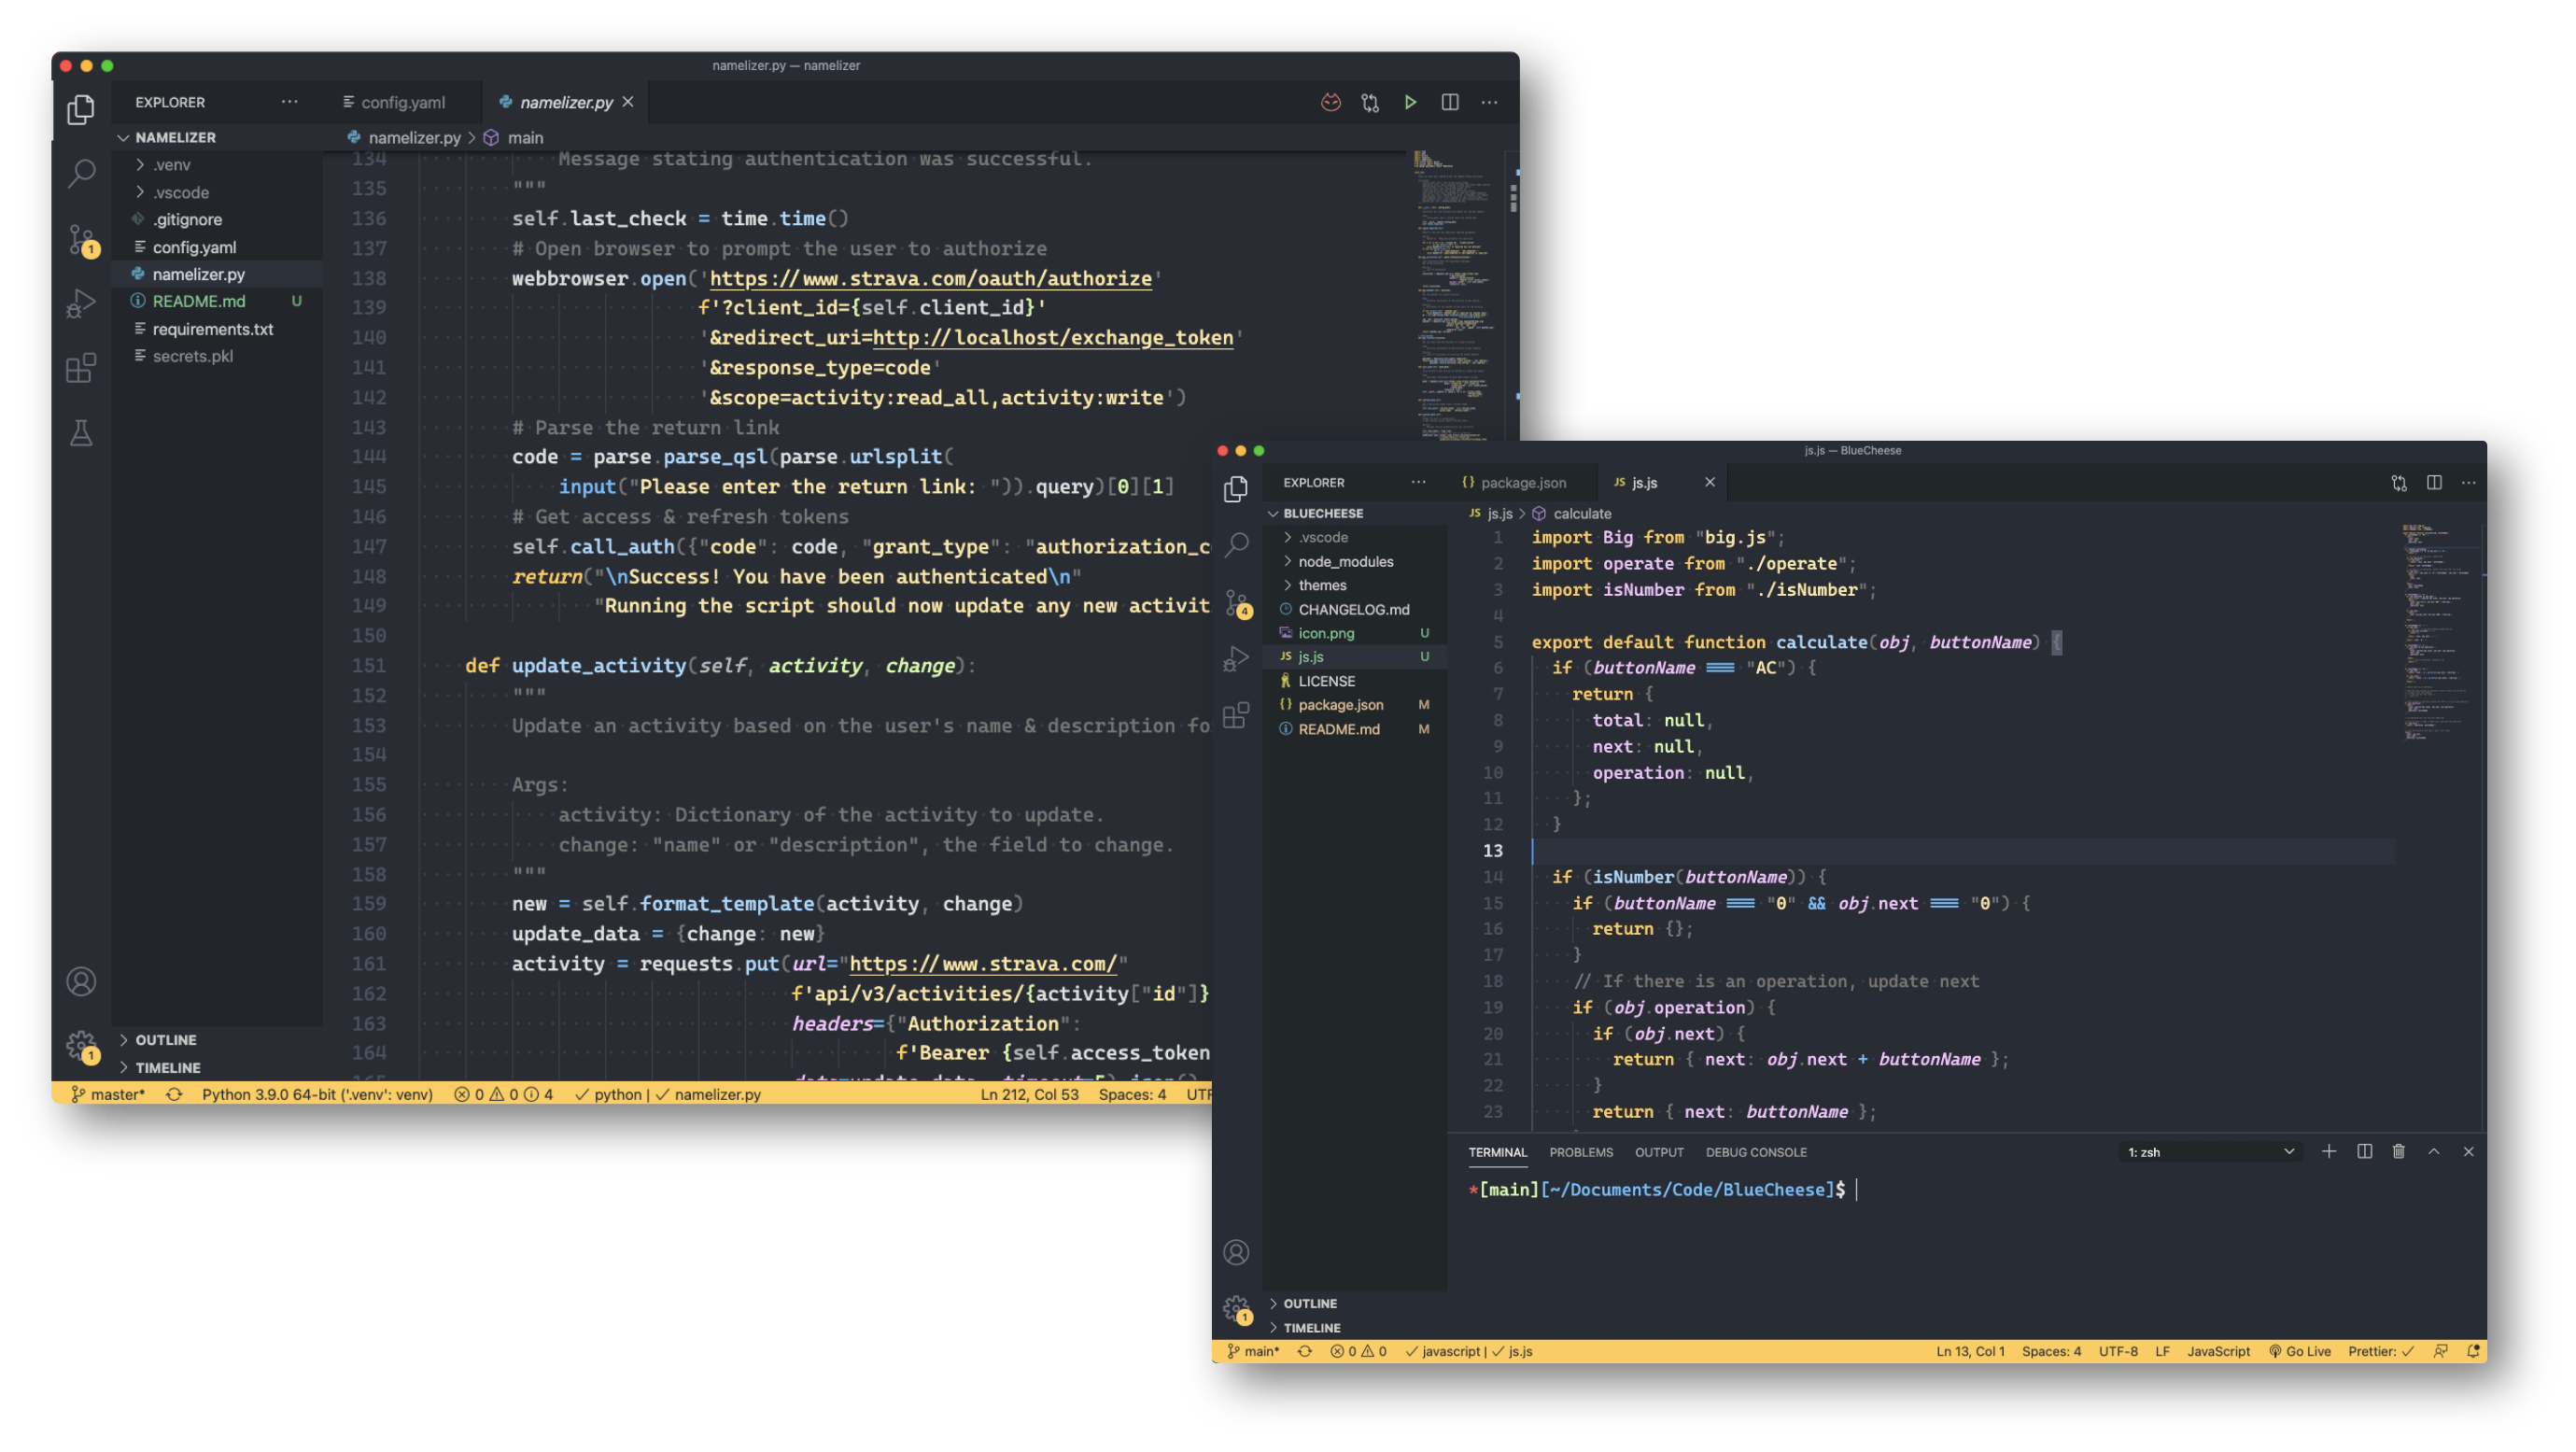 namelizer.py — namelizer
EXPLORER
config.yaml
namelizer.py
NAMELIZER
namelizer.py > main
.venv
.vscode
.gitignore
config.yaml
namelizer.py
README.md U
requirements.txt
secrets.pkl
1
1
OUTLINE
TIMELINE
134 Message stating authentication was successful.
135 """
136 self.last_check = time.time()
137 # Open browser to prompt the user to authorize
138 webbrowser.open('https://www.strava.com/oauth/authorize'
139 f'?client_id={self.client_id}'
140 '&redirect_uri=http://localhost/exchange_token'
141 '&response_type=code'
142 '&scope=activity:read_all,activity:write')
143 # Parse the return link
144 code = parse.parse_qsl(parse.urlsplit(
145 input("Please enter the return link: ")).query)[0][1]
146 # Get access & refresh tokens
147 self.call_auth({"code": code, "grant_type": "authorization_c
148 return("\nSuccess! You have been authenticated\n"
149 "Running the script should now update any new activit
150
151 def update_activity(self, activity, change):
152 """
153 Update an activity based on the user's name & description fo
154
155 Args:
156 activity: Dictionary of the activity to update.
157 change: "name" or "description", the field to change.
158 """
159 new = self.format_template(activity, change)
160 update_data = {change: new}
161 activity = requests.put(url="https://www.strava.com/"
162 f'api/v3/activities/{activity["id"]}
163 headers={"Authorization":
164 f'Bearer {self.access_token
master* Python 3.9.0 64-bit ('.venv': venv) 0 0 4 ✓ python | ✓ namelizer.py Ln 212, Col 53 Spaces: 4 UTF
js.js — BlueCheese
EXPLORER
package.json
JS js.js
BLUECHEESE
JS js.js > calculate
.vscode
node_modules
themes
CHANGELOG.md
icon.png U
JS js.js U
LICENSE
package.json M
README.md M
4
1
OUTLINE
TIMELINE
1 import Big from "big.js";
2 import operate from "./operate";
3 import isNumber from "./isNumber";
4
5 export default function calculate(obj, buttonName) {
6 if (buttonName === "AC") {
7 return {
8 total: null,
9 next: null,
10 operation: null,
11 };
12 }
13
14 if (isNumber(buttonName)) {
15 if (buttonName === "0" && obj.next === "0") {
16 return {};
17 }
18 // If there is an operation, update next
19 if (obj.operation) {
20 if (obj.next) {
21 return { next: obj.next + buttonName };
22 }
23 return { next: buttonName };
TERMINAL PROBLEMS OUTPUT DEBUG CONSOLE 1: zsh
*[main][~/Documents/Code/BlueCheese]$
main* 0 0 ✓ javascript | ✓ js.js Ln 13, Col 1 Spaces: 4 UTF-8 LF JavaScript Go Live Prettier: ✓